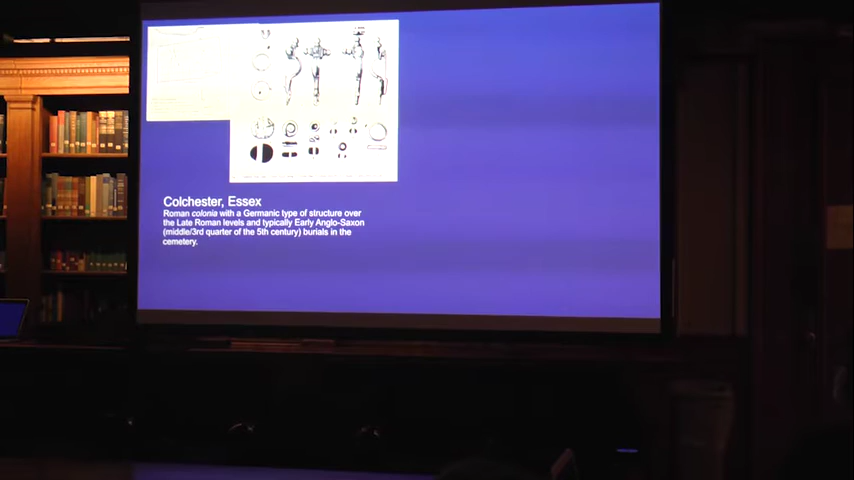 Colchester, Essex
Roman colonia with a Germanic type of structure over
the Late Roman levels and typically Early Anglo-Saxon
(middle/3rd quarter of the 5th century) burials in the
cemetery.